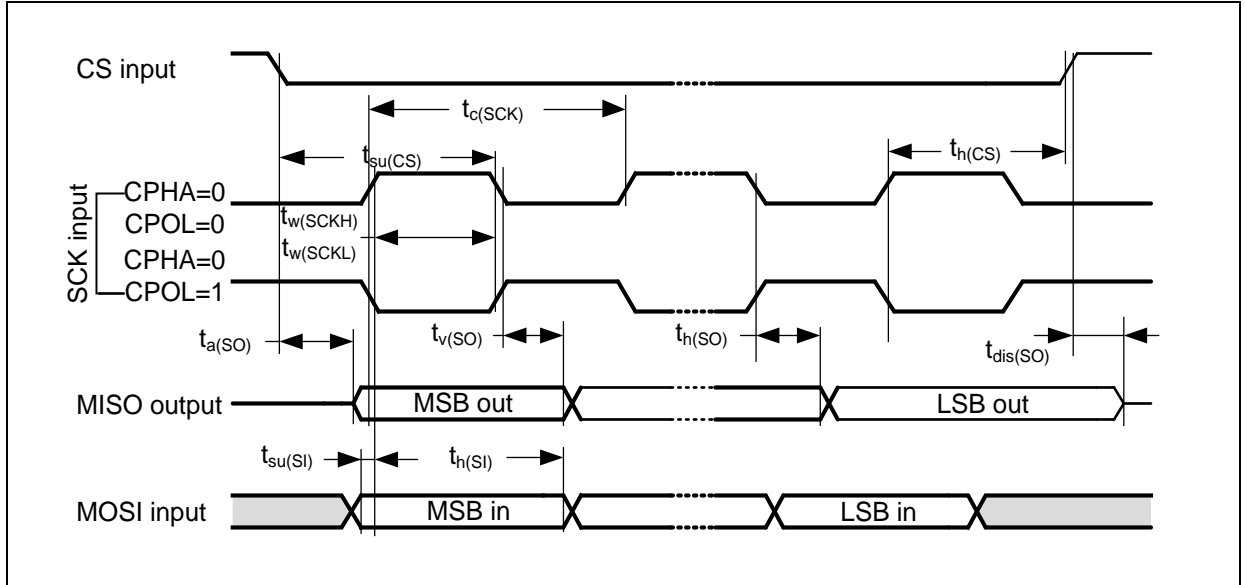 CS input
tc(SCK)
tsu(CS)
th(CS)
SCK input
CPHA=0
CPOL=0
CPHA=0
CPOL=1
tw(SCKH)
tw(SCKL)
ta(SO)
tv(SO)
th(SO)
tdis(SO)
MISO output
MSB out
LSB out
tsu(SI)
th(SI)
MOSI input
MSB in
LSB in